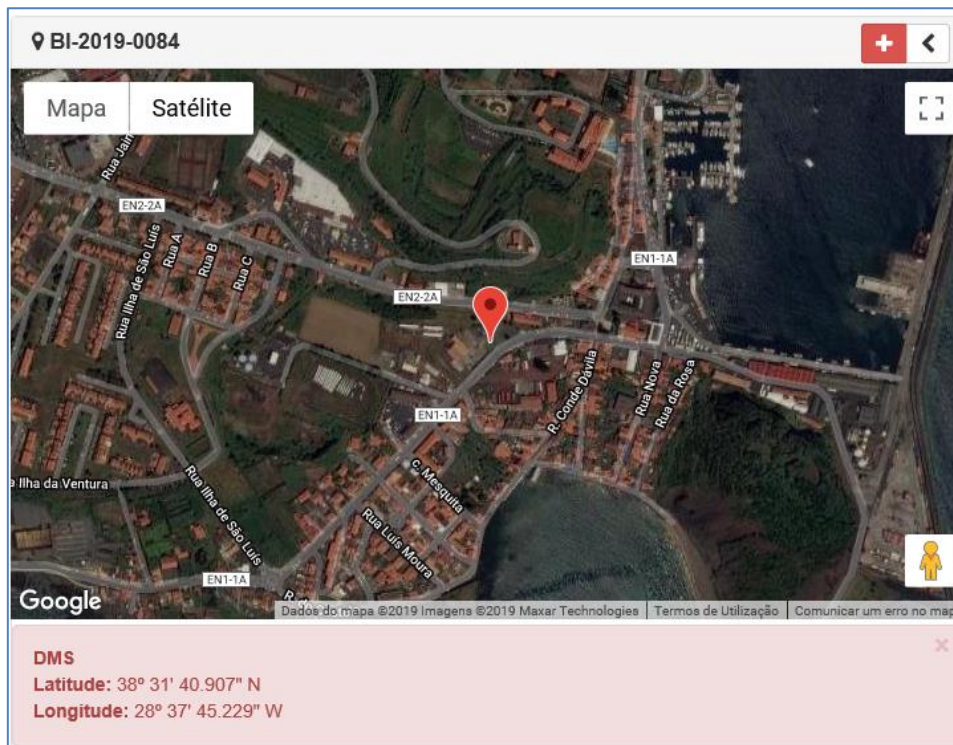 BI-2019-0084
Mapa
Satélite
Rua Jain
EN2-2A
Rua Ilha de São Luís
Rua A
Rua B
Rua C
EN1-1A
EN2-2A
R. Conde Dávila
Rua Nova
Rua da Rosa
EN1-1A
c. Mesquita
Rua Ilha de São Luís
Rua Luís Moura
e Ilha da Ventura
EN1-1A
Google
Dados do mapa ©2019 Imagens ©2019 Maxar Technologies
Termos de Utilização
Comunicar um erro no map
DMS
Latitude: 38º 31' 40.907" N
Longitude: 28º 37' 45.229" W